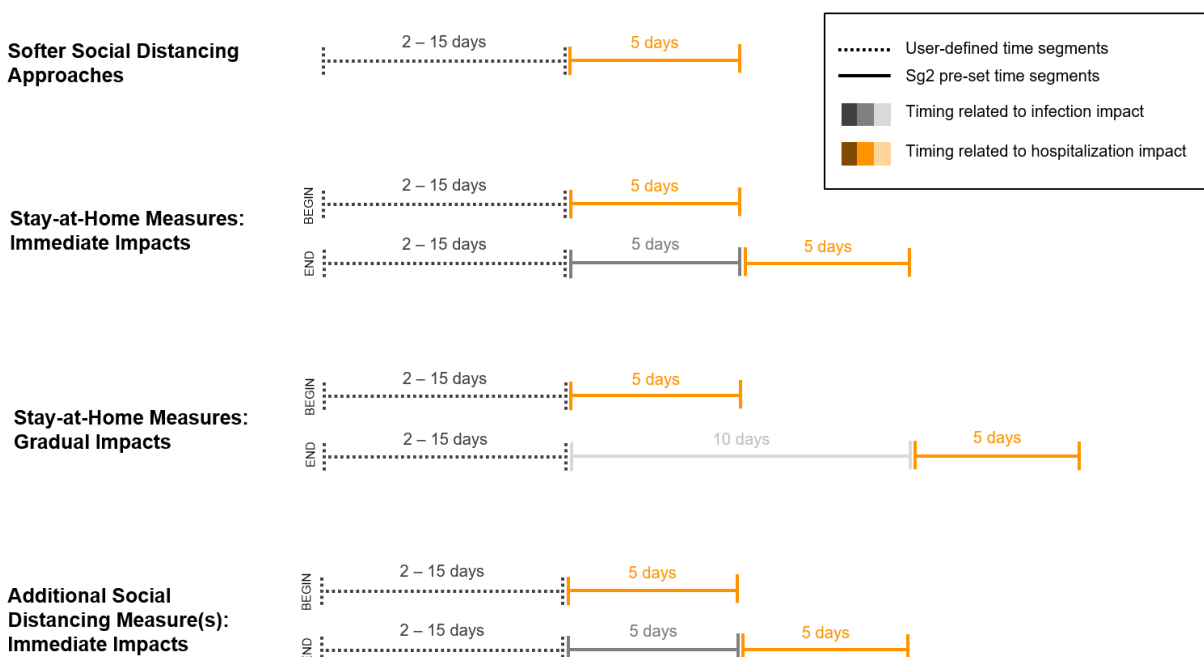 Softer Social Distancing
Approaches
2 – 15 days
5 days
User-defined time segments
Sg2 pre-set time segments
Timing related to infection impact
Timing related to hospitalization impact
Stay-at-Home Measures:
Immediate Impacts
BEGIN
2 – 15 days
5 days
END
2 – 15 days
5 days
5 days
Stay-at-Home Measures:
Gradual Impacts
BEGIN
2 – 15 days
5 days
END
2 – 15 days
10 days
5 days
Additional Social
Distancing Measure(s):
Immediate Impacts
BEGIN
2 – 15 days
5 days
END
2 – 15 days
5 days
5 days